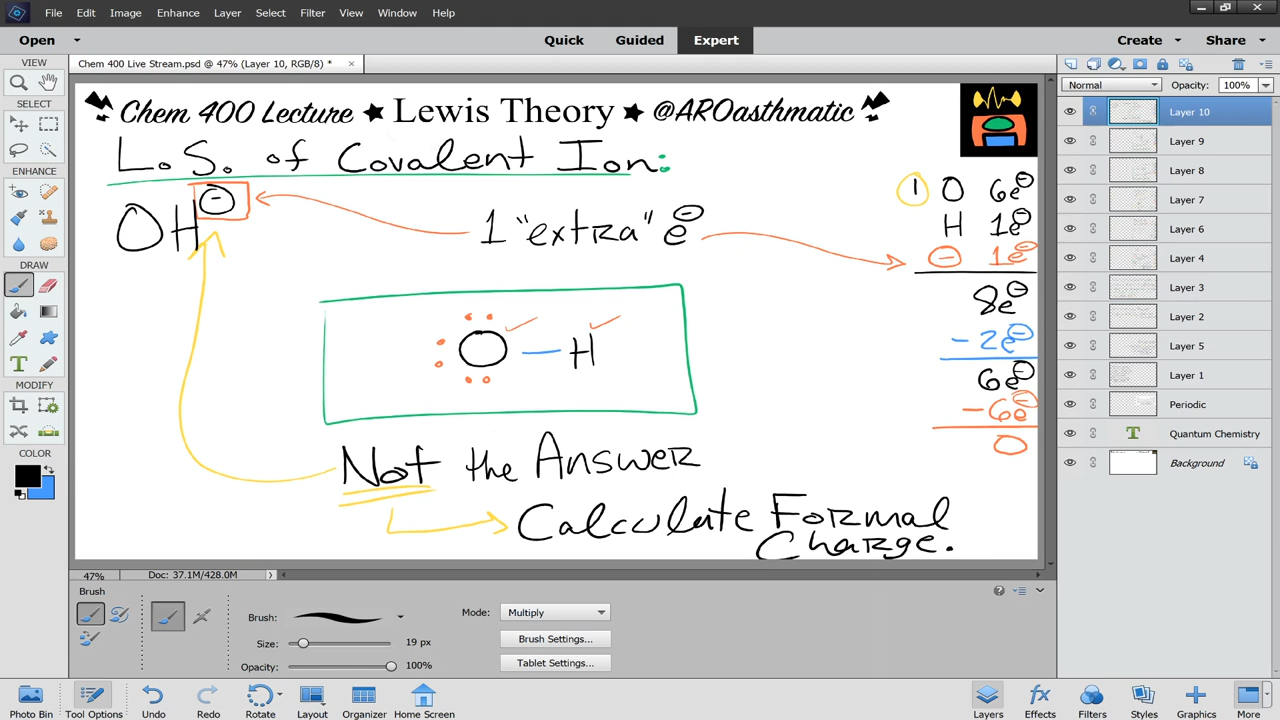 File Edit Image Enhance Layer Select Filter View Window Help
Open Quick Guided Expert Create Share
Chem 400 Live Stream.psd @ 47% (Layer 10, RGB/8) * ×
VIEW
SELECT
ENHANCE
DRAW
MODIFY
COLOR
Chem 400 Lecture ★ Lewis Theory ★ @AROasthmatic
L.S. of Covalent Ion:
OH⊖
1 "extra" e⊖
O — H
Not the Answer
Calculate Formal
Charge.
1 O 6e⊖
H 1e⊖
⊖ 1e⊖
8e⊖
- 2e⊖
6e⊖
- 6e⊖
0
Normal Opacity: 100%
Layer 10
Layer 9
Layer 8
Layer 7
Layer 6
Layer 4
Layer 3
Layer 2
Layer 5
Layer 1
Periodic
T Quantum Chemistry
Background
47% Doc: 37.1M/428.0M
Brush
Brush: Mode: Multiply
Size: 19 px Brush Settings...
Opacity: 100% Tablet Settings...
Photo Bin Tool Options Undo Redo Rotate Layout Organizer Home Screen Layers Effects Filters Styles Graphics More